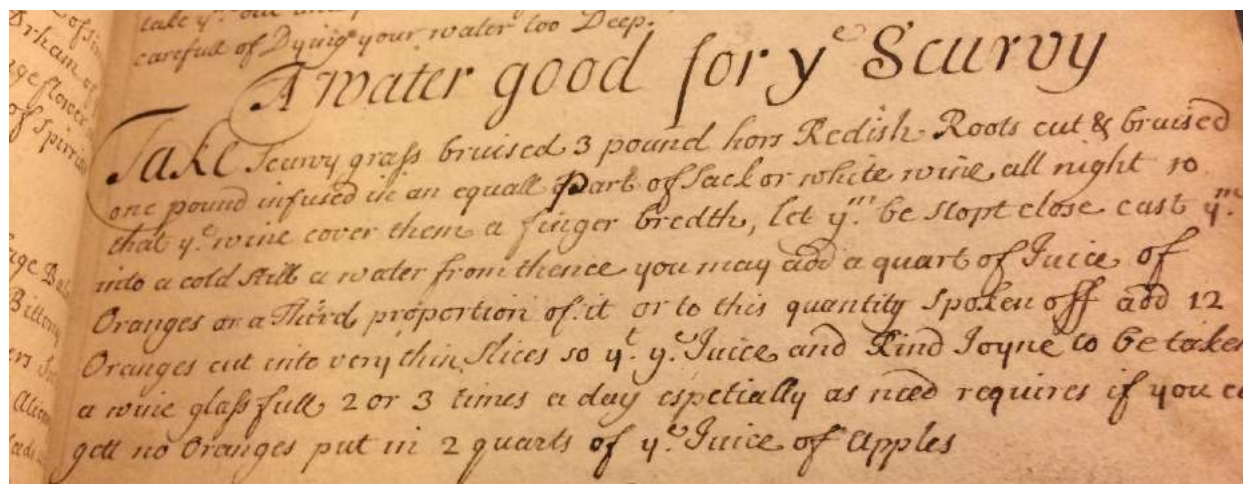 take y.m out
carefull of Dying your water too Deep.
A water good for ye Scurvy
Take Scurvy grass bruised 3 pound hors Redish Roots cut & bruised
one pound infused in an equall Part of Sack or white wine all night so
that y.e wine cover them a finger bredth, let y.m be stopt close cast y.m
into a cold still a water from thence you may add a quart of Juice of
Oranges or a Third proportion of it or to this quantity Spoken off add 12
Oranges cut into very thin Slices so y.t y.e Juice and Rind Joyne to be taken
a wine glass full 2 or 3 times a day espetially as need requires if you
gett no Oranges put in 2 quarts of y.e Juice of apples